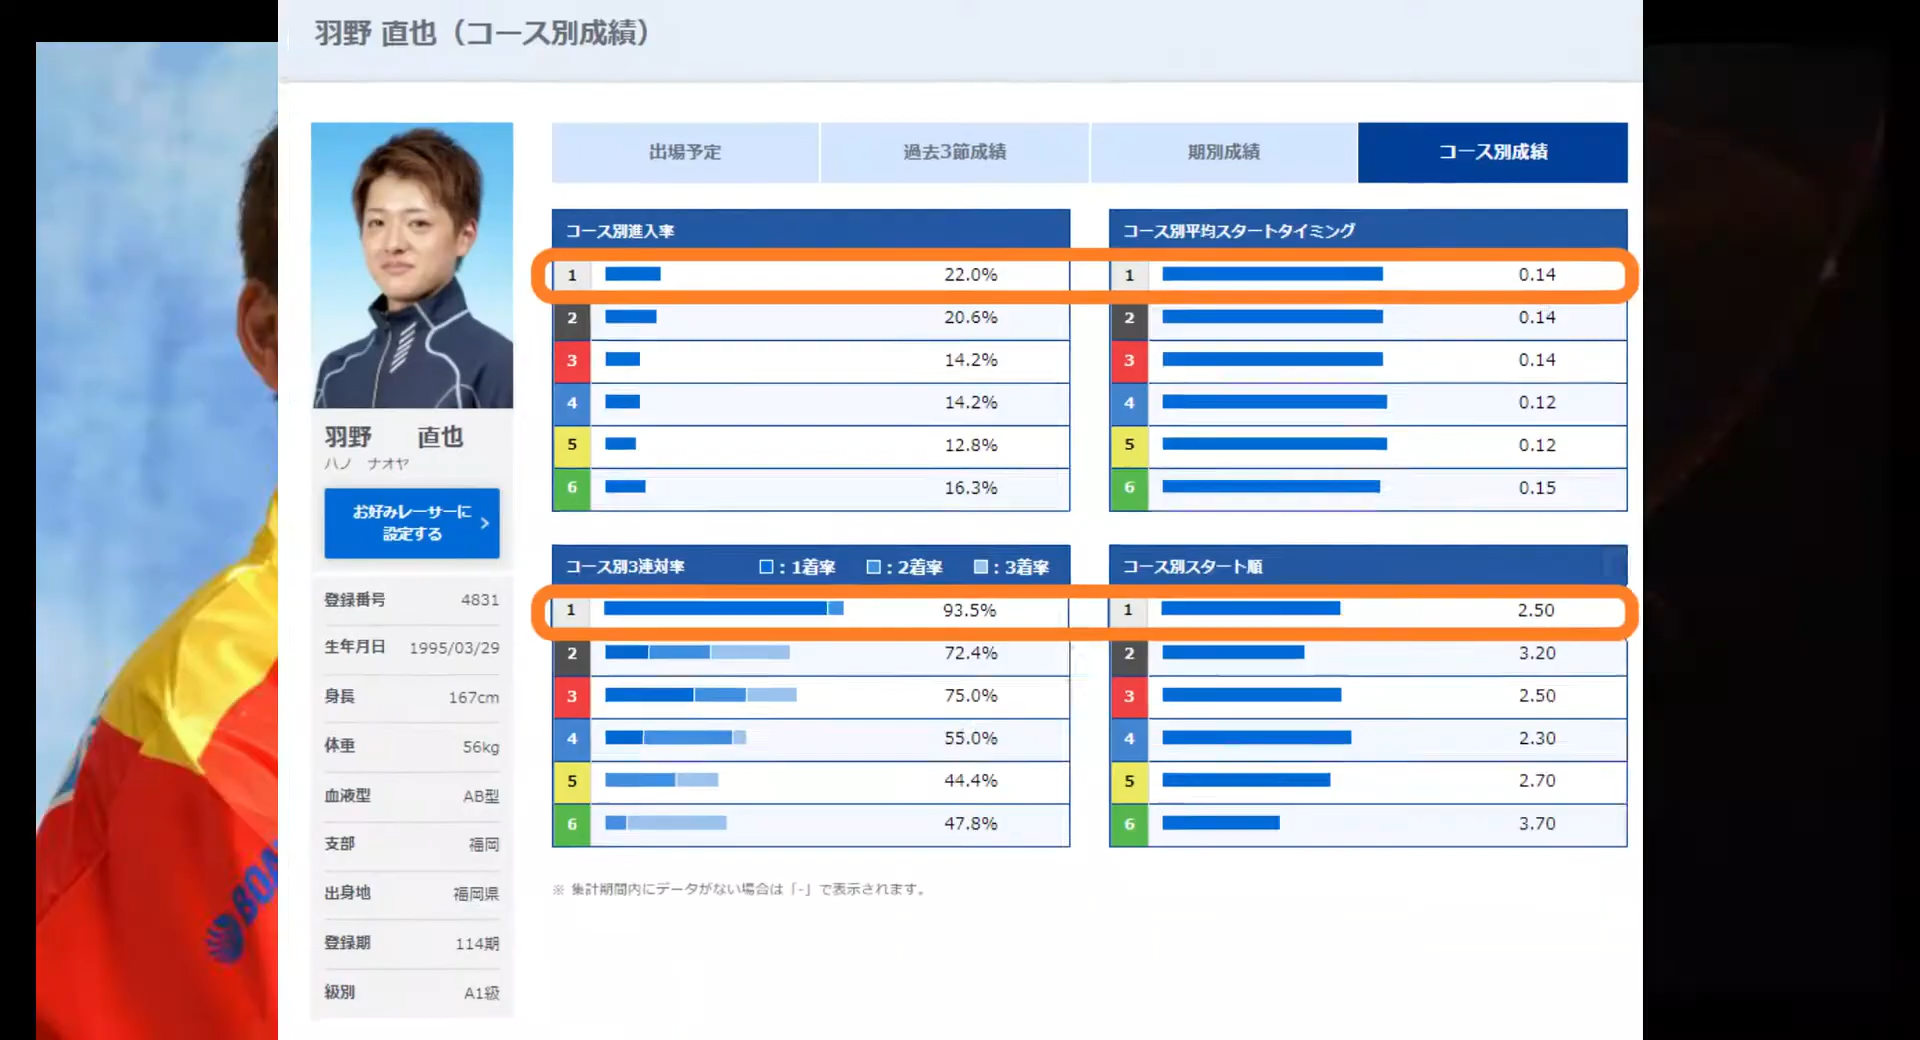 羽野 直也（コース別成績）
出場予定
過去3節成績
期別成績
コース別成績
羽野 直也
ハノ ナオヤ
お好みレーサーに
設定する
登録番号 4831
生年月日 1995/03/29
身長 167cm
体重 56kg
血液型 AB型
支部 福岡
出身地 福岡県
登録期 114期
級別 A1級
コース別進入率
1 22.0%
2 20.6%
3 14.2%
4 14.2%
5 12.8%
6 16.3%
コース別平均スタートタイミング
1 0.14
2 0.14
3 0.14
4 0.12
5 0.12
6 0.15
コース別3連対率 □：1着率 □：2着率 □：3着率
1 93.5%
2 72.4%
3 75.0%
4 55.0%
5 44.4%
6 47.8%
コース別スタート順
1 2.50
2 3.20
3 2.50
4 2.30
5 2.70
6 3.70
※ 集計期間内にデータがない場合は「-」で表示されます。
BOA